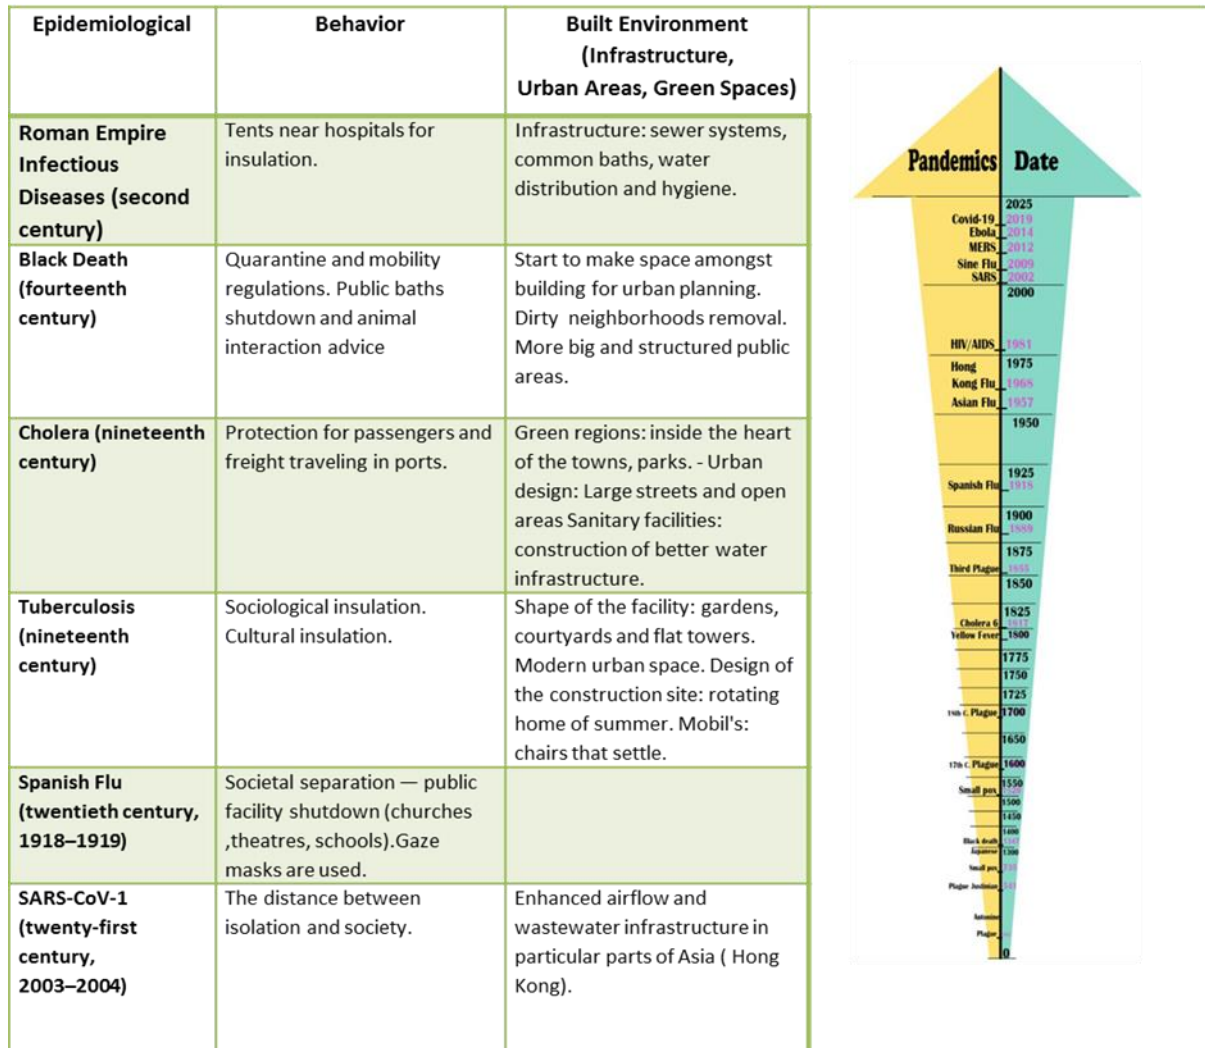 Epidemiological
Behavior
Built Environment
(Infrastructure,
Urban Areas, Green Spaces)
Roman Empire
Infectious
Diseases (second
century)
Tents near hospitals for
insulation.
Infrastructure: sewer systems,
common baths, water
distribution and hygiene.
Black Death
(fourteenth
century)
Quarantine and mobility
regulations. Public baths
shutdown and animal
interaction advice
Start to make space amongst
building for urban planning.
Dirty neighborhoods removal.
More big and structured public
areas.
Cholera (nineteenth
century)
Protection for passengers and
freight traveling in ports.
Green regions: inside the heart
of the towns, parks. - Urban
design: Large streets and open
areas Sanitary facilities:
construction of better water
infrastructure.
Tuberculosis
(nineteenth
century)
Sociological insulation.
Cultural insulation.
Shape of the facility: gardens,
courtyards and flat towers.
Modern urban space. Design of
the construction site: rotating
home of summer. Mobil's:
chairs that settle.
Spanish Flu
(twentieth century,
1918–1919)
Societal separation — public
facility shutdown (churches
,theatres, schools).Gaze
masks are used.
SARS-CoV-1
(twenty-first
century,
2003–2004)
The distance between
isolation and society.
Enhanced airflow and
wastewater infrastructure in
particular parts of Asia ( Hong
Kong).
Pandemics Date
2025
Covid-19 2019
Ebola 2014
MERS 2012
Sine Flu 2009
SARS 2002
2000
HIV/AIDS 1981
1975
Hong
Kong Flu 1968
Asian Flu 1957
1950
1925
Spanish Flu 1918
1900
Russian Flu 1889
1875
Third Plague 1855
1850
1825
Cholera 6 1817
Yellow Fever 1800
1775
1750
1725
18th c. Plague 1700
1650
17th c. Plague 1600
1550
Small pox
1500
1450
1400
Black death
Japanese 1300
Small pox
Plague Justinian
Antonine
Plague
0